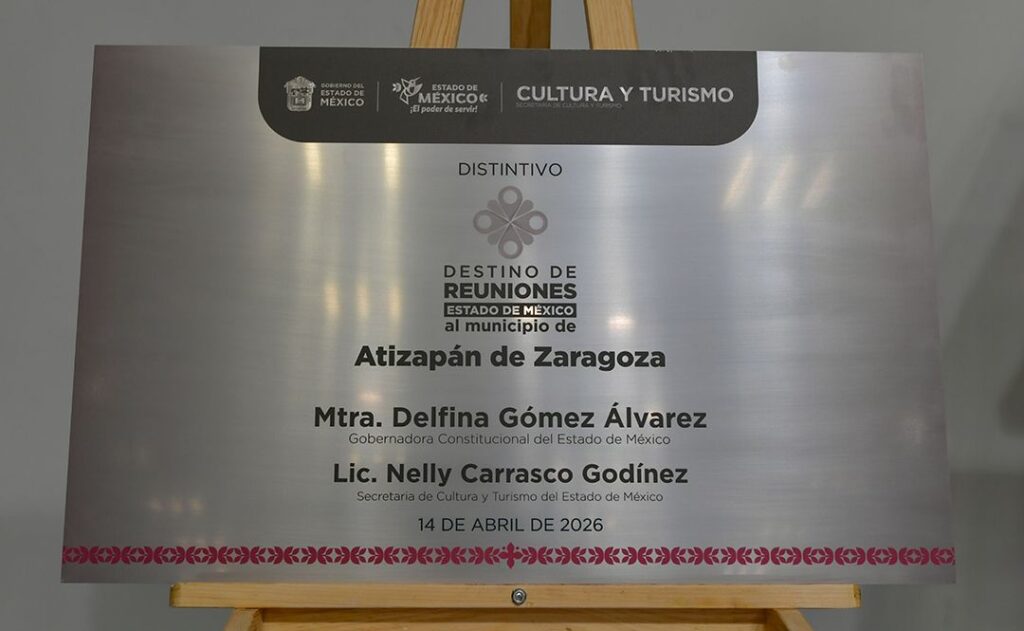 GOBIERNO DEL
ESTADO DE
MÉXICO
ESTADO DE
MÉXICO
¡El poder de servir!
CULTURA Y TURISMO
SECRETARÍA DE CULTURA Y TURISMO
DISTINTIVO
DESTINO DE
REUNIONES
ESTADO DE MÉXICO
al municipio de
Atizapán de Zaragoza
Mtra. Delfina Gómez Álvarez
Gobernadora Constitucional del Estado de México
Lic. Nelly Carrasco Godínez
Secretaria de Cultura y Turismo del Estado de México
14 DE ABRIL DE 2026